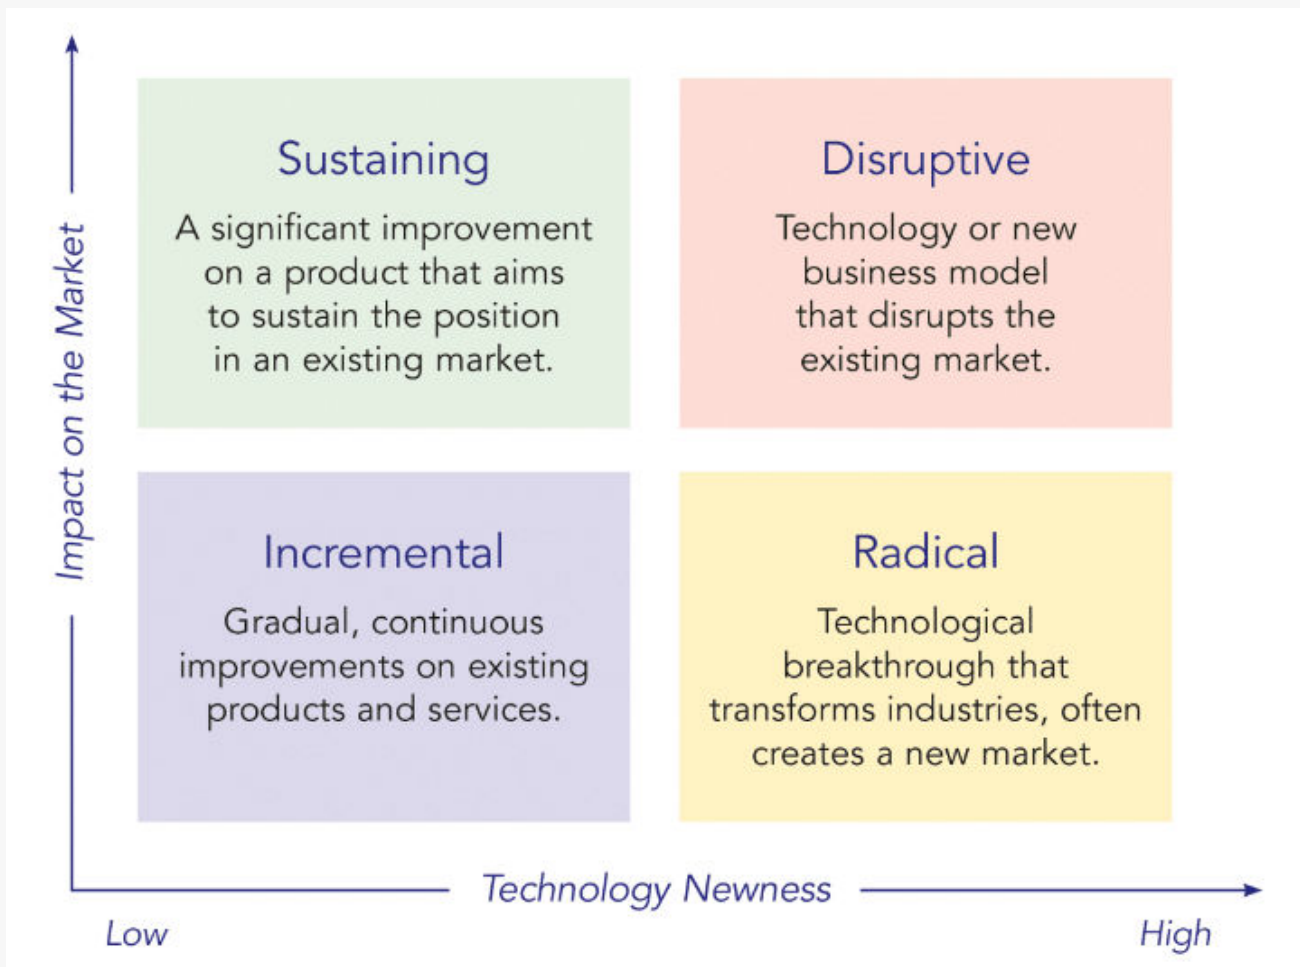 Impact on the Market
Sustaining
A significant improvement
on a product that aims
to sustain the position
in an existing market.
Disruptive
Technology or new
business model
that disrupts the
existing market.
Incremental
Gradual, continuous
improvements on existing
products and services.
Radical
Technological
breakthrough that
transforms industries, often
creates a new market.
Technology Newness
Low
High